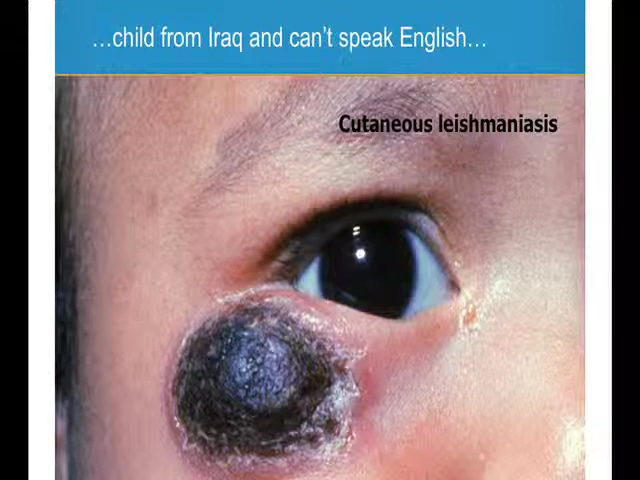 …child from Iraq and can't speak English…
Cutaneous leishmaniasis